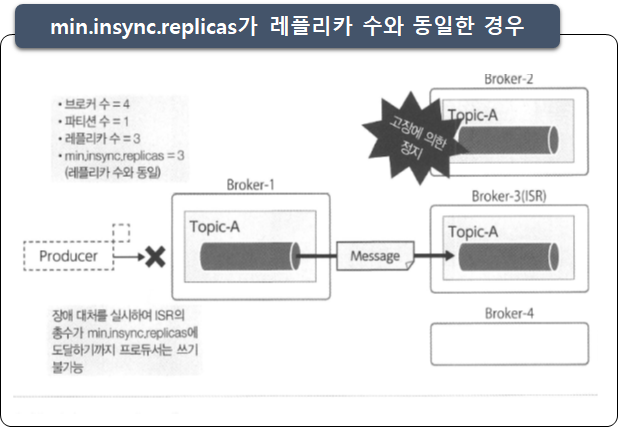 min.insync.replicas가 레플리카 수와 동일한 경우
• 브로커 수 = 4
• 파티션 수 = 1
• 레플리카 수 = 3
• min.insync.replicas = 3
(레플리카 수와 동일)
Broker-2
Topic-A
고장에 의한
정지
Broker-1
Topic-A
Broker-3(ISR)
Topic-A
Producer
Message
Broker-4
장애 대처를 실시하여 ISR의
총수가 min.insync.replicas에
도달하기까지 프로듀서는 쓰기
불가능